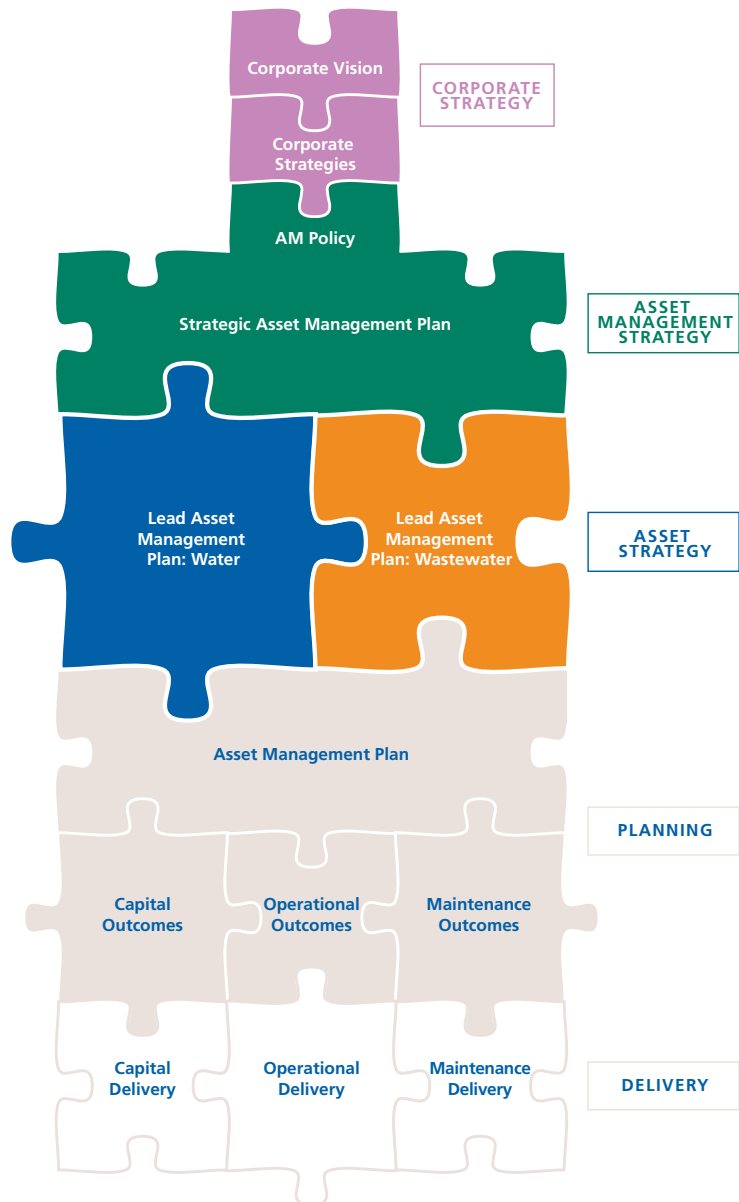 Corporate Vision
CORPORATE
STRATEGY
Corporate
Strategies
AM Policy
Strategic Asset Management Plan
ASSET
MANAGEMENT
STRATEGY
Lead Asset
Management
Plan: Water
Lead Asset
Management
Plan: Wastewater
ASSET
STRATEGY
Asset Management Plan
PLANNING
Capital
Outcomes
Operational
Outcomes
Maintenance
Outcomes
Capital
Delivery
Operational
Delivery
Maintenance
Delivery
DELIVERY